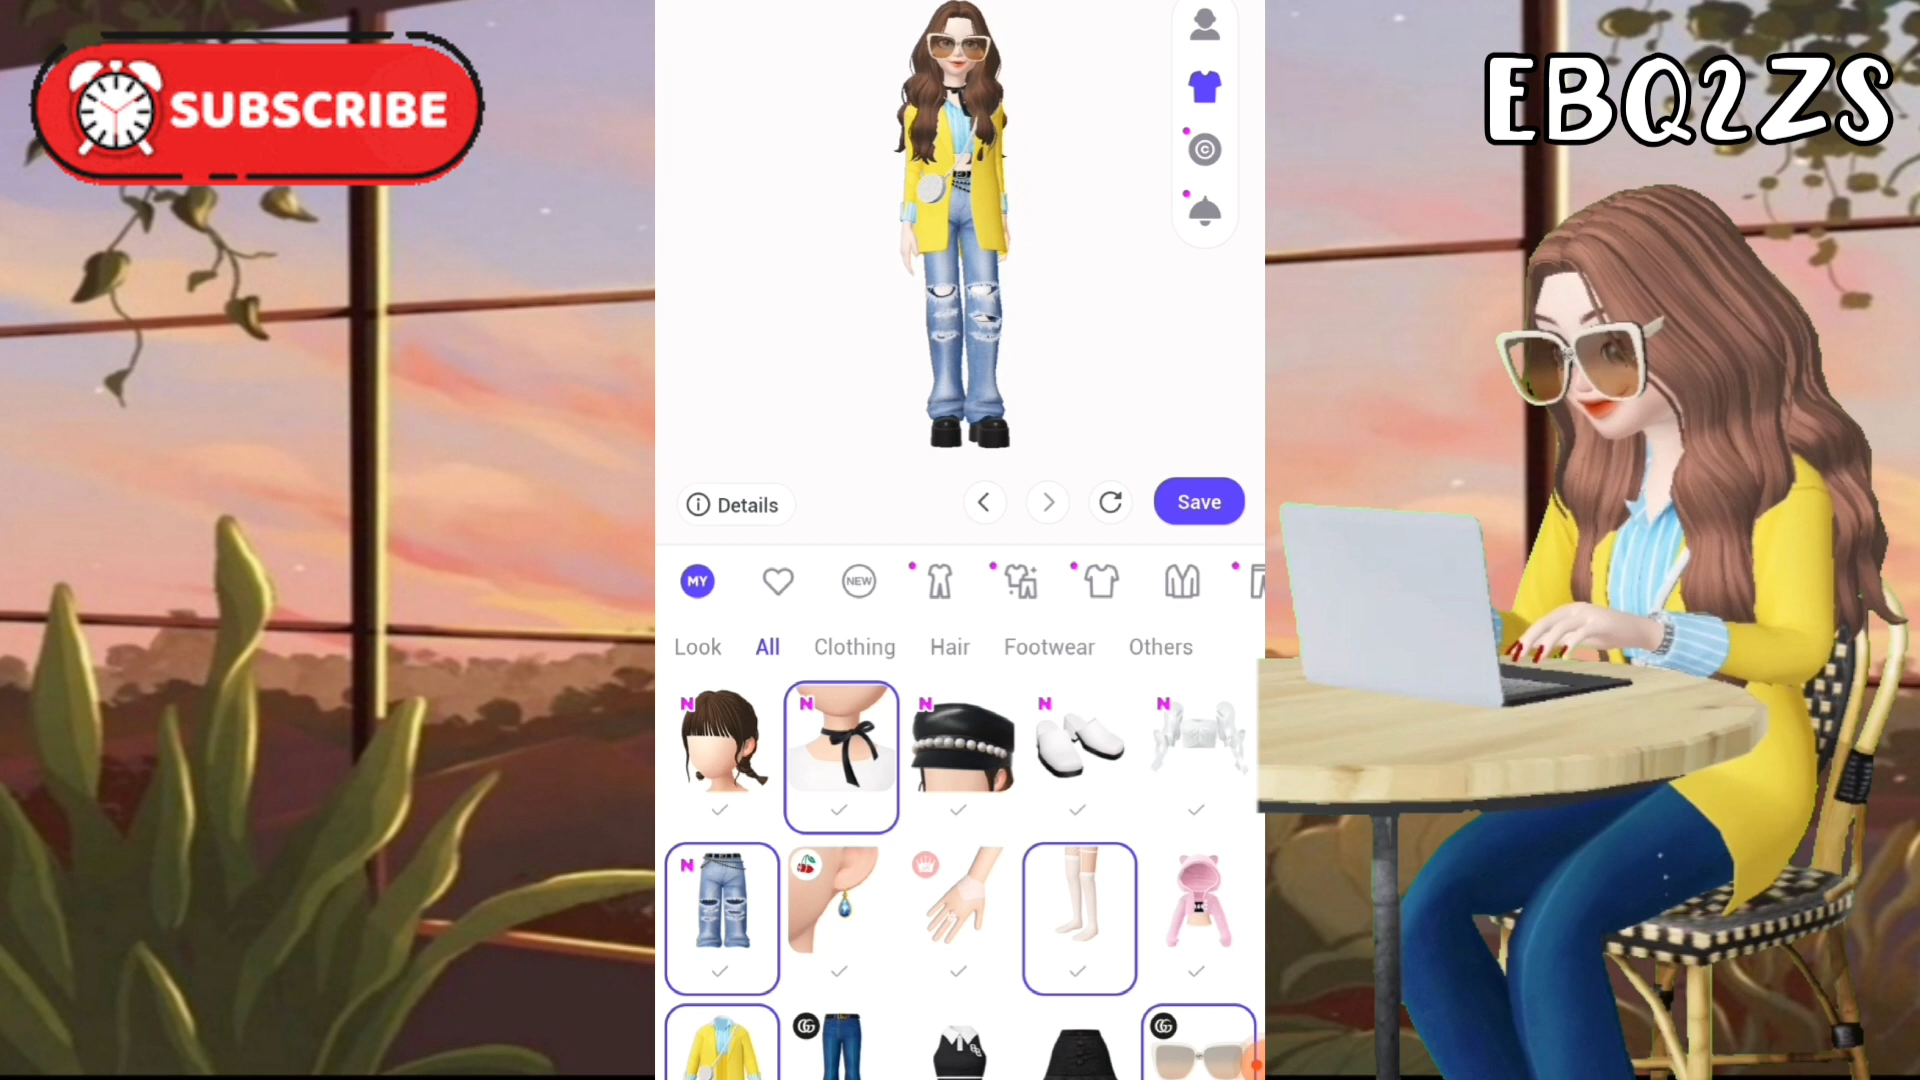 SUBSCRIBE
EBQ2ZS
Details
Save
MY
NEW
Look All Clothing Hair Footwear Others
N N N N N
N